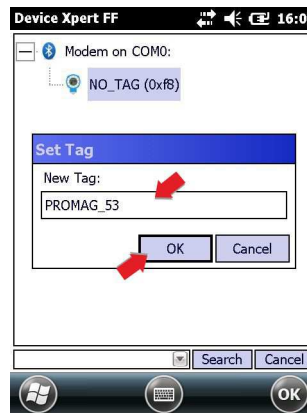 Device Xpert FF 16:0
Modem on COM0:
NO_TAG (0xf8)
Set Tag
New Tag:
PROMAG_53
OK Cancel
Search Cancel
OK